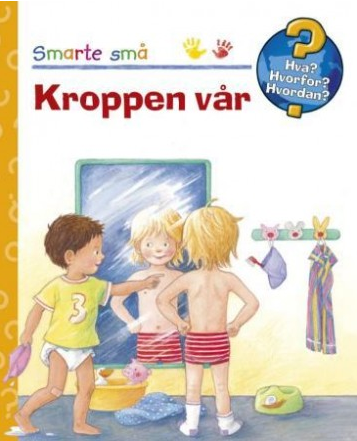 Smarte små
Hva?
Hvorfor?
Hvordan?
Kroppen vår
3